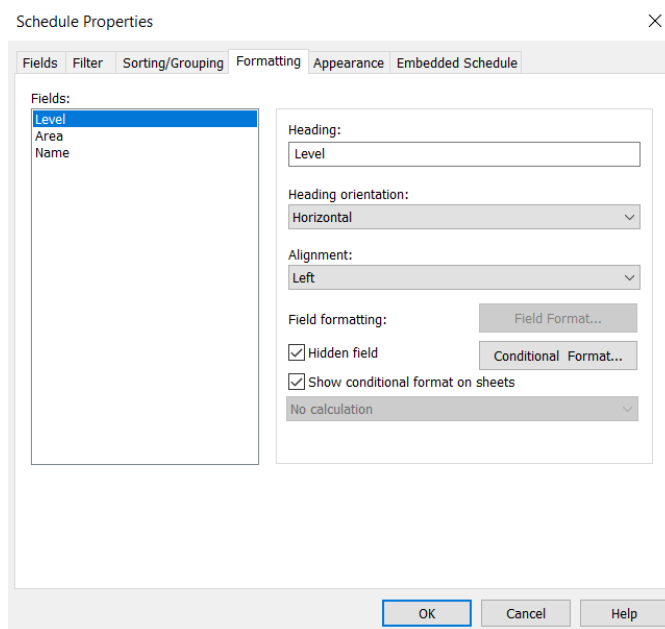 Schedule Properties
Fields Filter Sorting/Grouping Formatting Appearance Embedded Schedule
Fields:
Level
Area
Name
Heading:
Level
Heading orientation:
Horizontal
Alignment:
Left
Field formatting: Field Format...
Hidden field Conditional Format...
Show conditional format on sheets
No calculation
OK Cancel Help